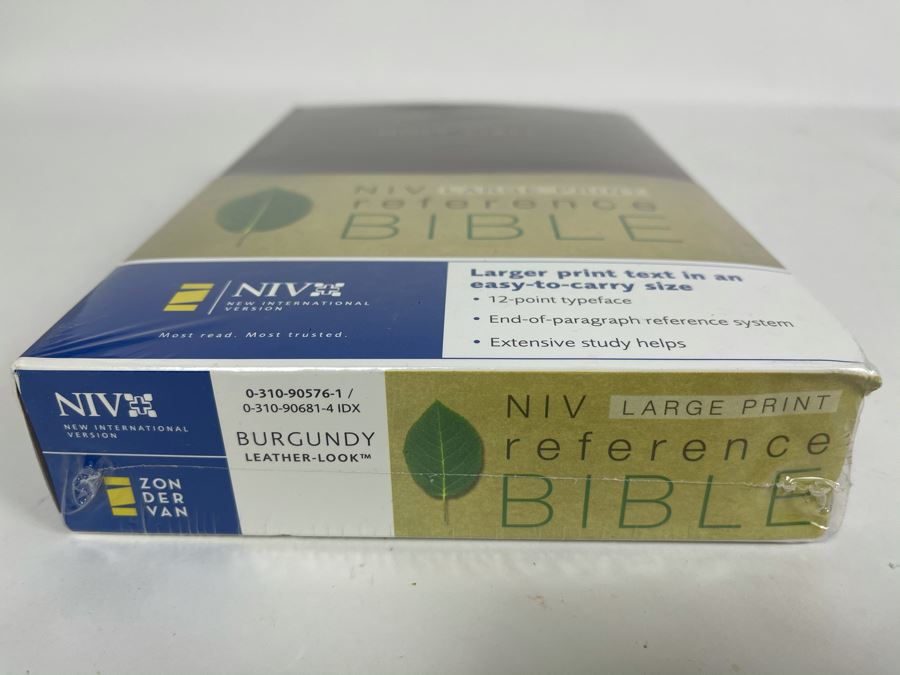 NIV LARGE PRINT
reference
BIBLE
NIV
NEW INTERNATIONAL
VERSION
Most read. Most trusted.
Larger print text in an
easy-to-carry size
• 12-point typeface
• End-of-paragraph reference system
• Extensive study helps
NIV
NEW INTERNATIONAL
VERSION
ZON
DER
VAN
0-310-90576-1 /
0-310-90681-4 IDX
BURGUNDY
LEATHER-LOOK™
NIV LARGE PRINT
reference
BIBLE